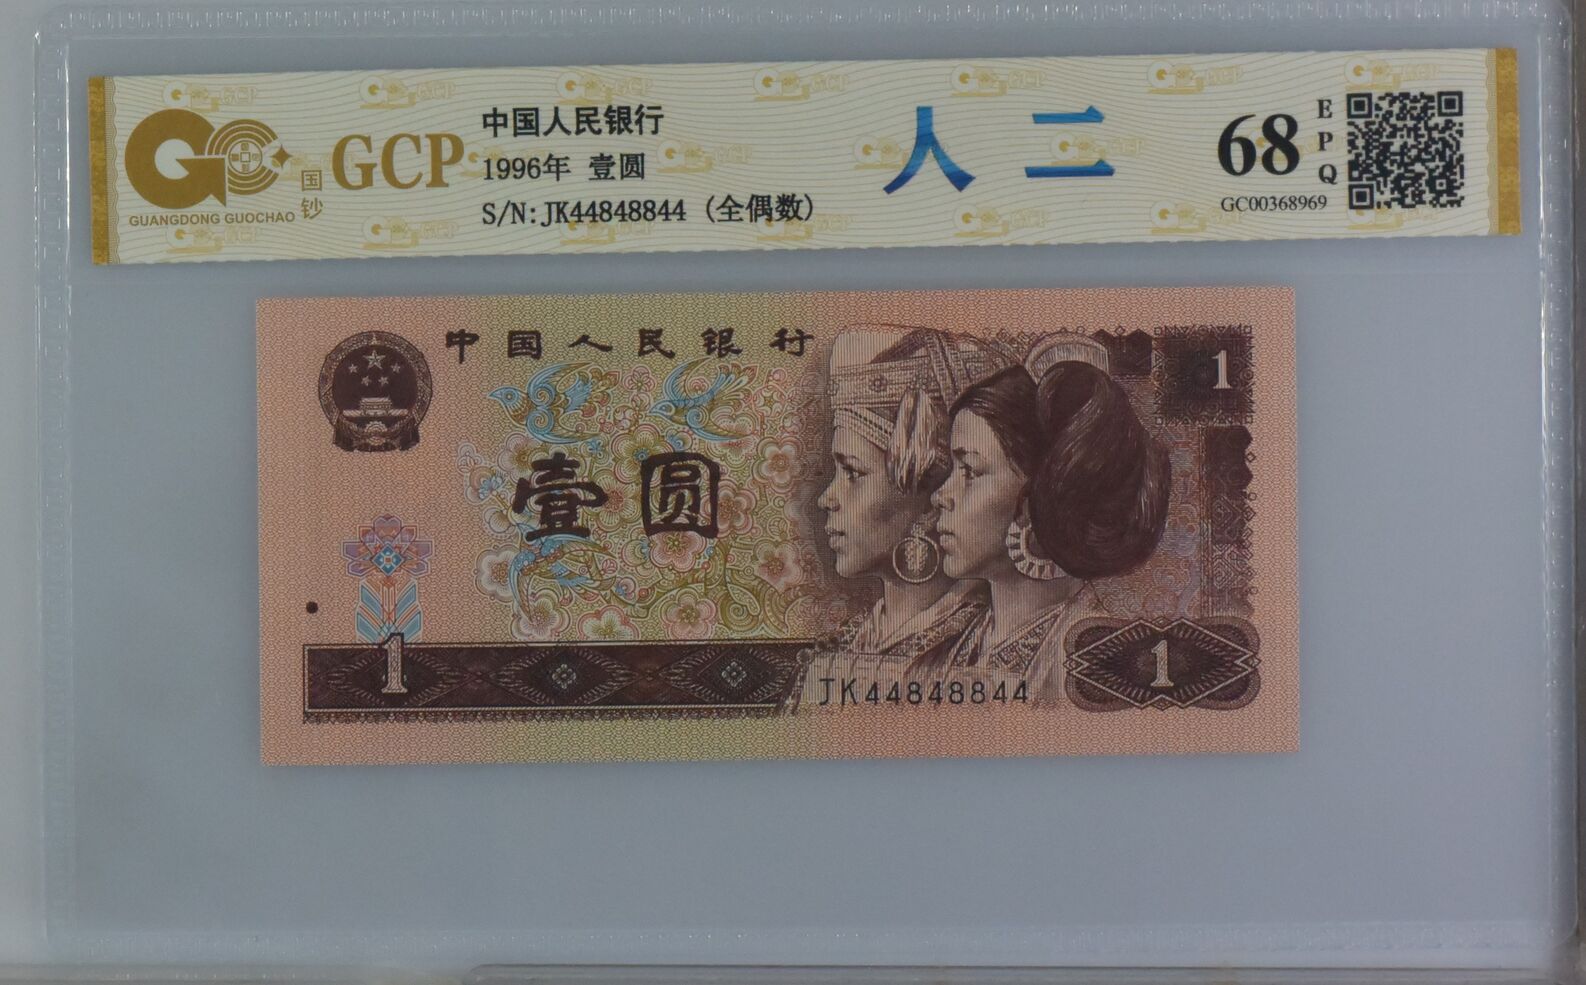 GUANGDONG GUOCHAO
国钞
GCP
中国人民银行
1996年 壹圆
S/N: JK44848844 (全偶数)
人二
68
EPQ
GC00368969
中国人民银行
1
壹圆
1
JK44848844
1